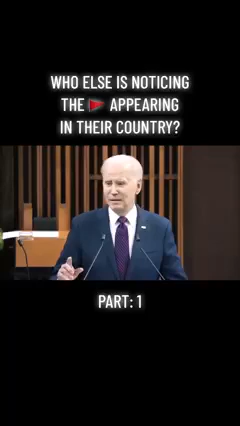 WHO ELSE IS NOTICING
THE 🚩 APPEARING
IN THEIR COUNTRY?
PART: 1